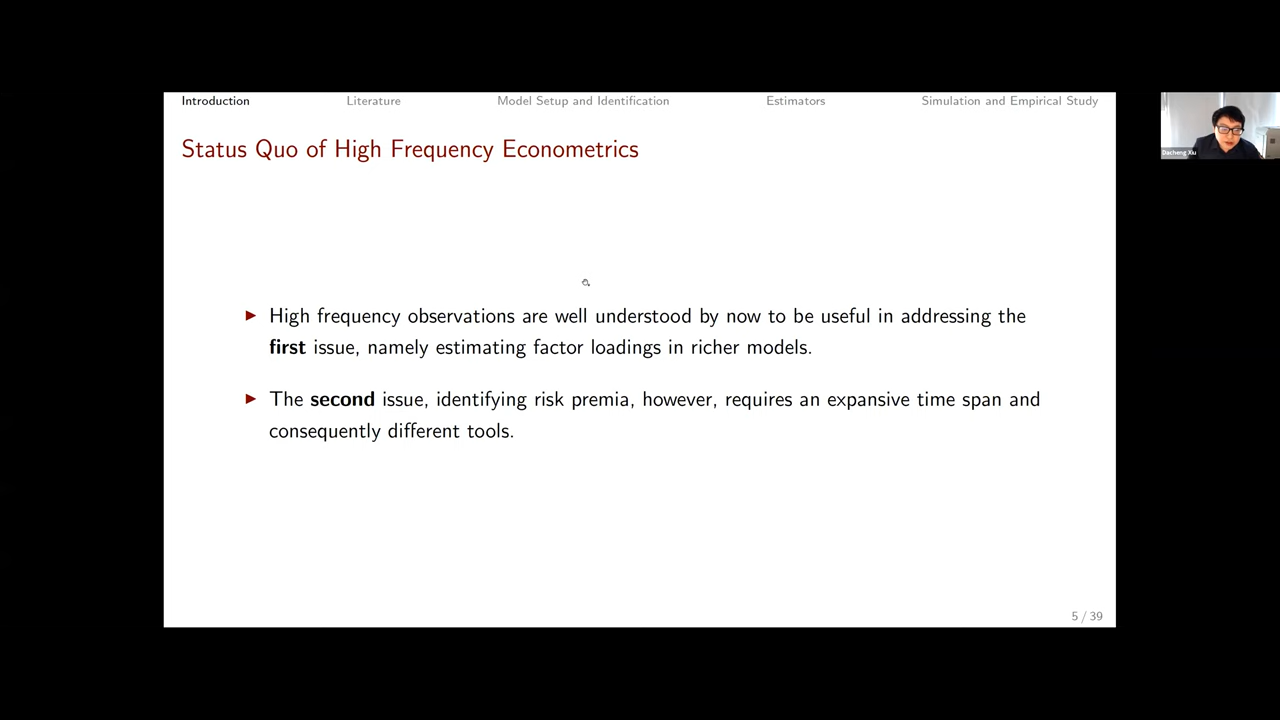 Introduction Literature Model Setup and Identification Estimators Simulation and Empirical Study
Status Quo of High Frequency Econometrics
▶ High frequency observations are well understood by now to be useful in addressing the
first issue, namely estimating factor loadings in richer models.
▶ The second issue, identifying risk premia, however, requires an expansive time span and
consequently different tools.
5 / 39
Dacheng Xiu